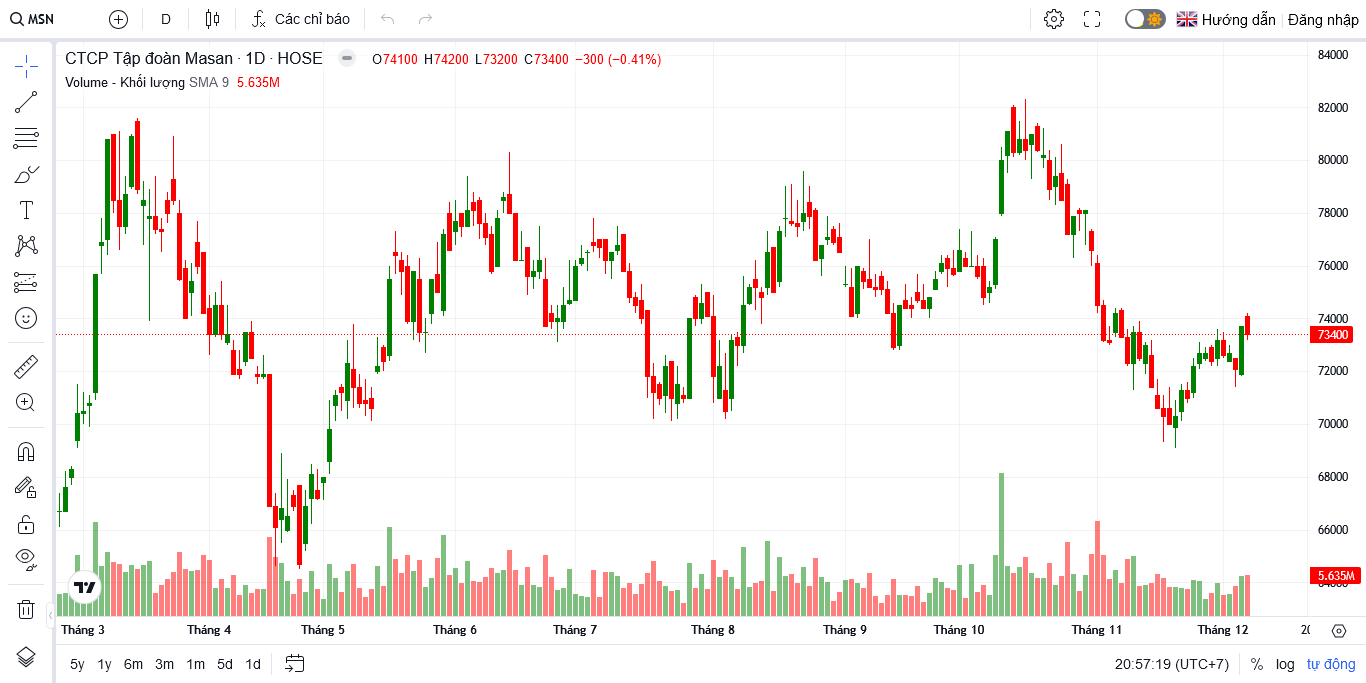 MSN D Các chỉ báo Hướng dẫn Đăng nhập
CTCP Tập đoàn Masan · 1D · HOSE O74100 H74200 L73200 C73400 −300 (−0.41%)
Volume - Khối lượng SMA 9 5.635M
84000
82000
80000
78000
76000
74000
73400
72000
70000
68000
66000
5.635M
Tháng 3 Tháng 4 Tháng 5 Tháng 6 Tháng 7 Tháng 8 Tháng 9 Tháng 10 Tháng 11 Tháng 12
5y 1y 6m 3m 1m 5d 1d 20:57:19 (UTC+7) % log tự động